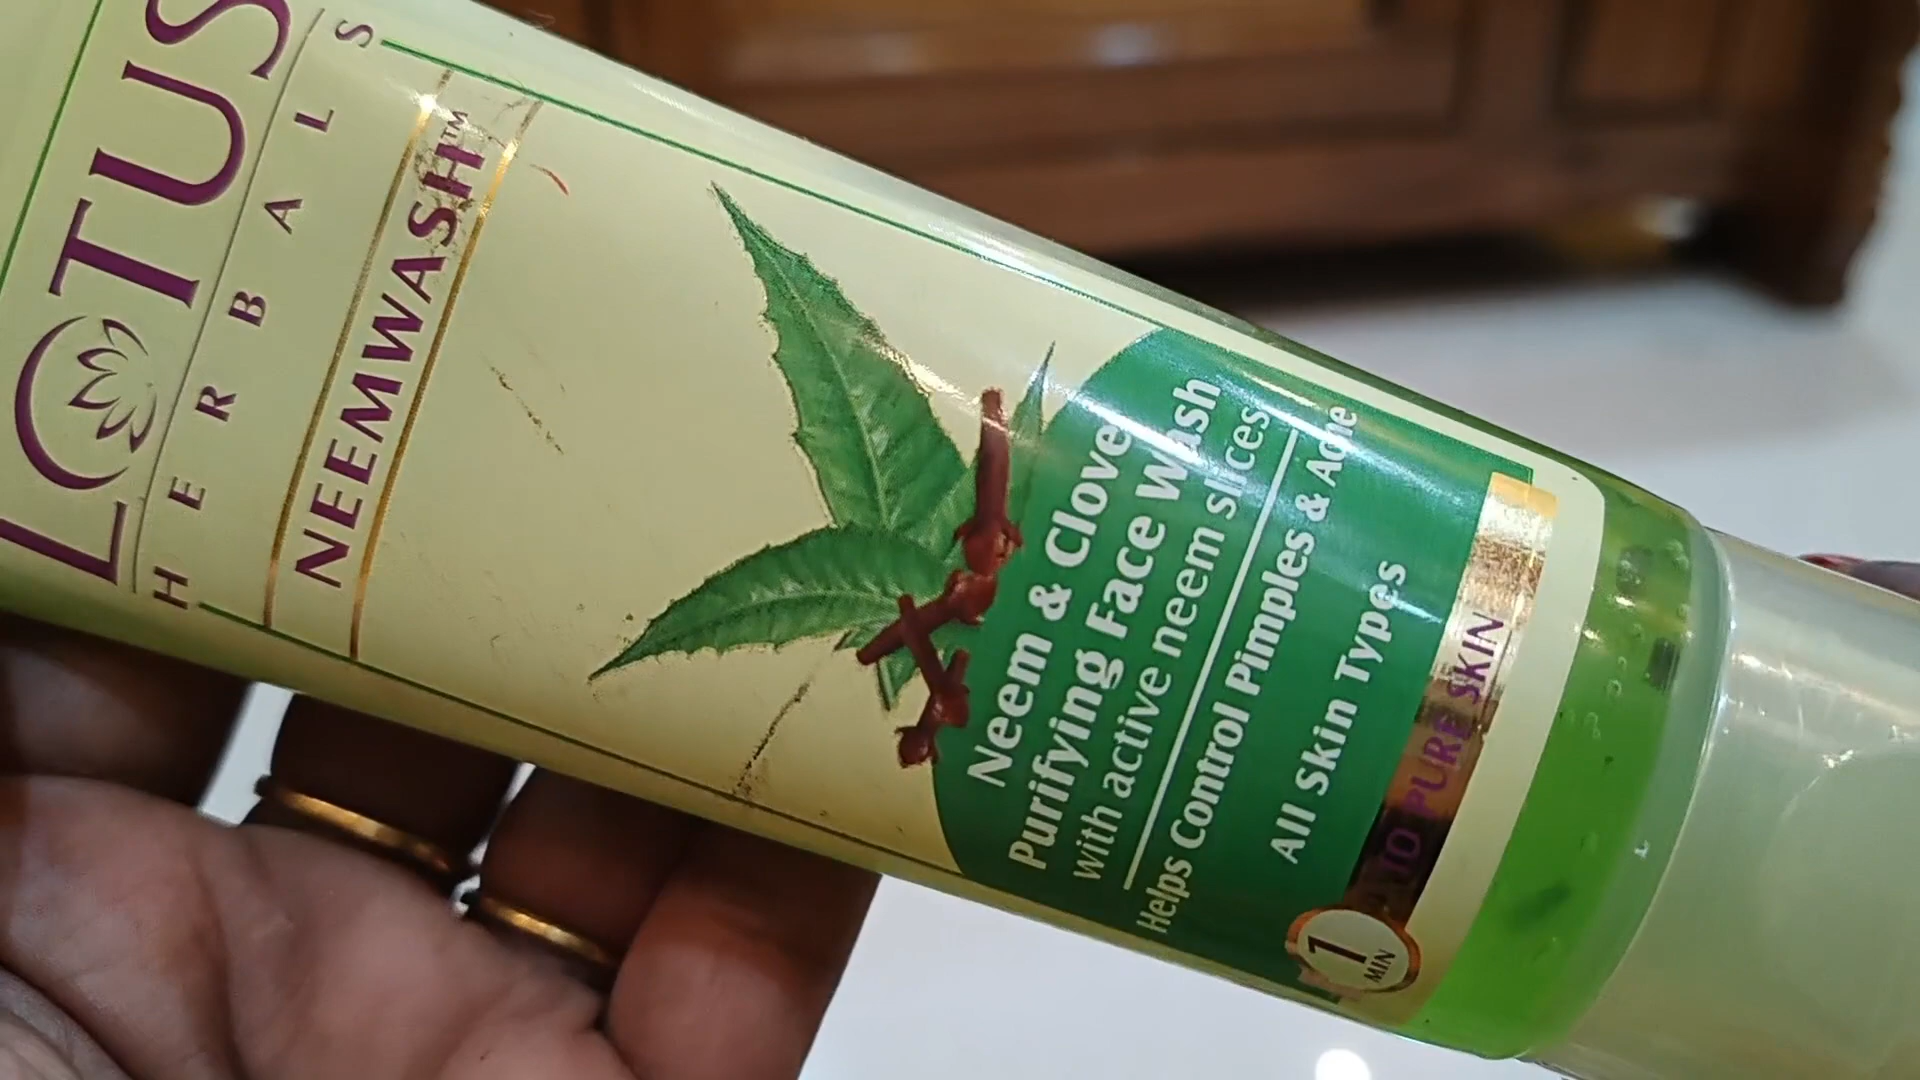 LOTUS
HERBALS
NEEMWASH™
Neem & Clove
Purifying Face Wash
with active neem slices
Helps Control Pimples & Acne
All Skin Types
TO PURE SKIN
1
MIN